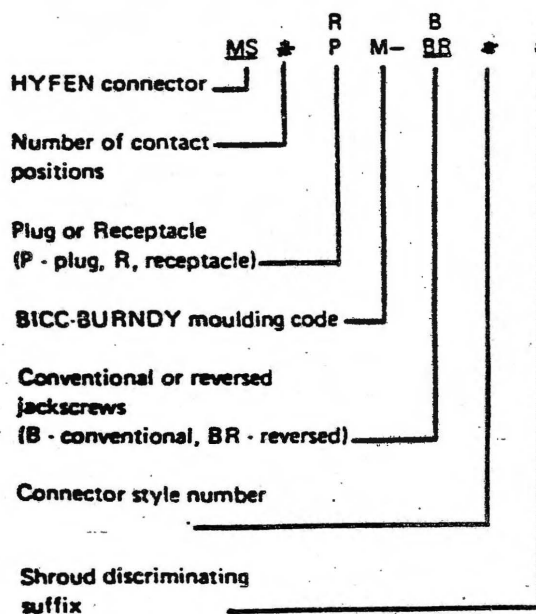 R B
MS * P M- BR *
HYFEN connector
Number of contact
positions
Plug or Receptacle
(P - plug, R, receptacle)
BICC-BURNDY moulding code
Conventional or reversed
jackscrews
(B - conventional, BR - reversed)
Connector style number
Shroud discriminating
suffix